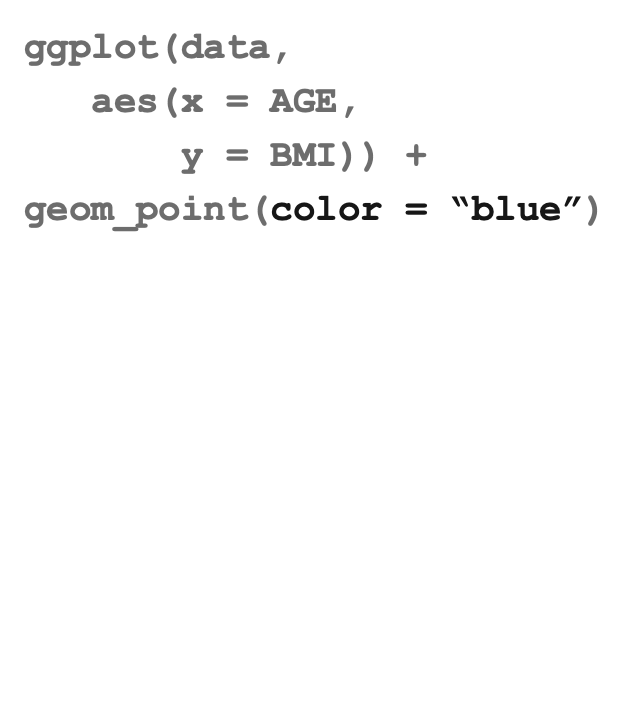 ggplot(data,
aes(x = AGE,
y = BMI)) +
geom_point(color = “blue”)